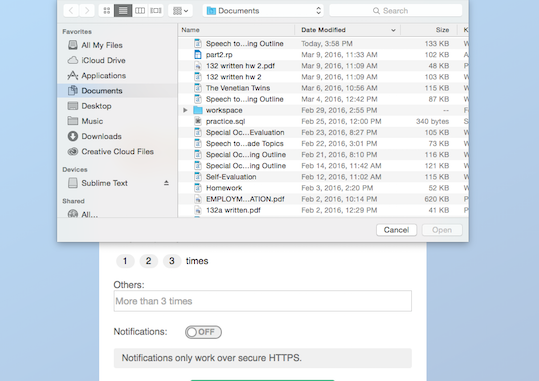 Documents
Search
Favorites
All My Files
iCloud Drive
Applications
Documents
Desktop
Music
Downloads
Creative Cloud Files
Devices
Sublime Text
Shared
All...
Name Date Modified Size
Speech to...ing Outline Today, 3:58 PM 133 KB
part2.rp Mar 9, 2016, 11:33 AM 102 KB
132 written hw 2.pdf Mar 9, 2016, 11:09 AM 48 KB
132 written hw 2 Mar 9, 2016, 11:09 AM 103 KB
The Venetian Twins Mar 6, 2016, 10:56 AM 115 KB
Speech to...ing Outline Mar 4, 2016, 12:42 PM 87 KB
workspace Feb 29, 2016, 2:55 PM --
practice.sql Feb 25, 2016, 12:00 PM 340 bytes
Special Oc...Evaluation Feb 23, 2016, 8:27 PM 105 KB
Speech to...ade Topics Feb 22, 2016, 3:01 PM 73 KB
Special Oc...ing Outline Feb 21, 2016, 8:10 PM 116 KB
Special Oc...ing Outline Feb 14, 2016, 11:42 AM 121 KB
Self-Evaluation Feb 12, 2016, 11:02 AM 115 KB
Homework Feb 3, 2016, 2:20 PM 52 KB
EMPLOYM...ATION.pdf Feb 2, 2016, 10:14 PM 620 KB
132a written.pdf Feb 2, 2016, 12:29 PM 41 KB
Cancel Open
1 2 3 times
Others:
More than 3 times
Notifications: OFF
Notifications only work over secure HTTPS.